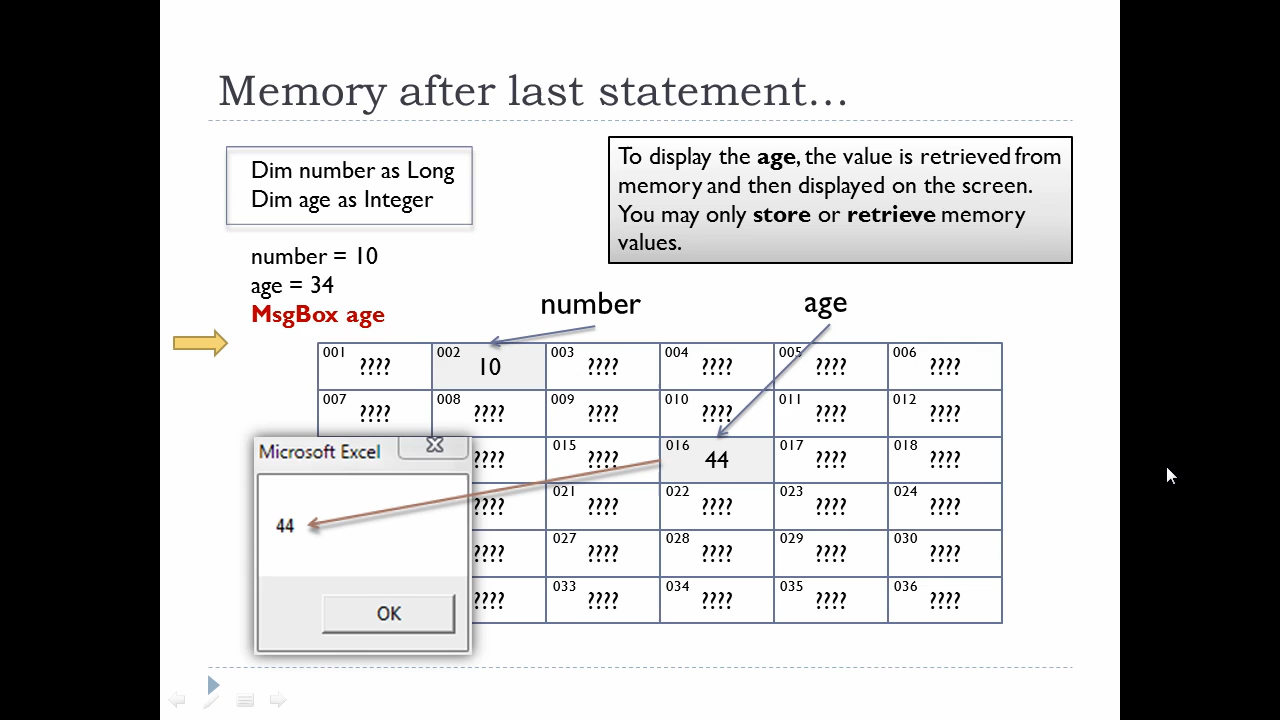 Memory after last statement...
Dim number as Long
Dim age as Integer
To display the age, the value is retrieved from
memory and then displayed on the screen.
You may only store or retrieve memory
values.
number = 10
age = 34
MsgBox age
number
age
001 ???? 002 10 003 ???? 004 ???? 005 ???? 006 ????
007 ???? 008 ???? 009 ???? 010 ???? 011 ???? 012 ????
???? 015 ???? 016 44 017 ???? 018 ????
???? 021 ???? 022 ???? 023 ???? 024 ????
???? 027 ???? 028 ???? 029 ???? 030 ????
???? 033 ???? 034 ???? 035 ???? 036 ????
Microsoft Excel
44
OK